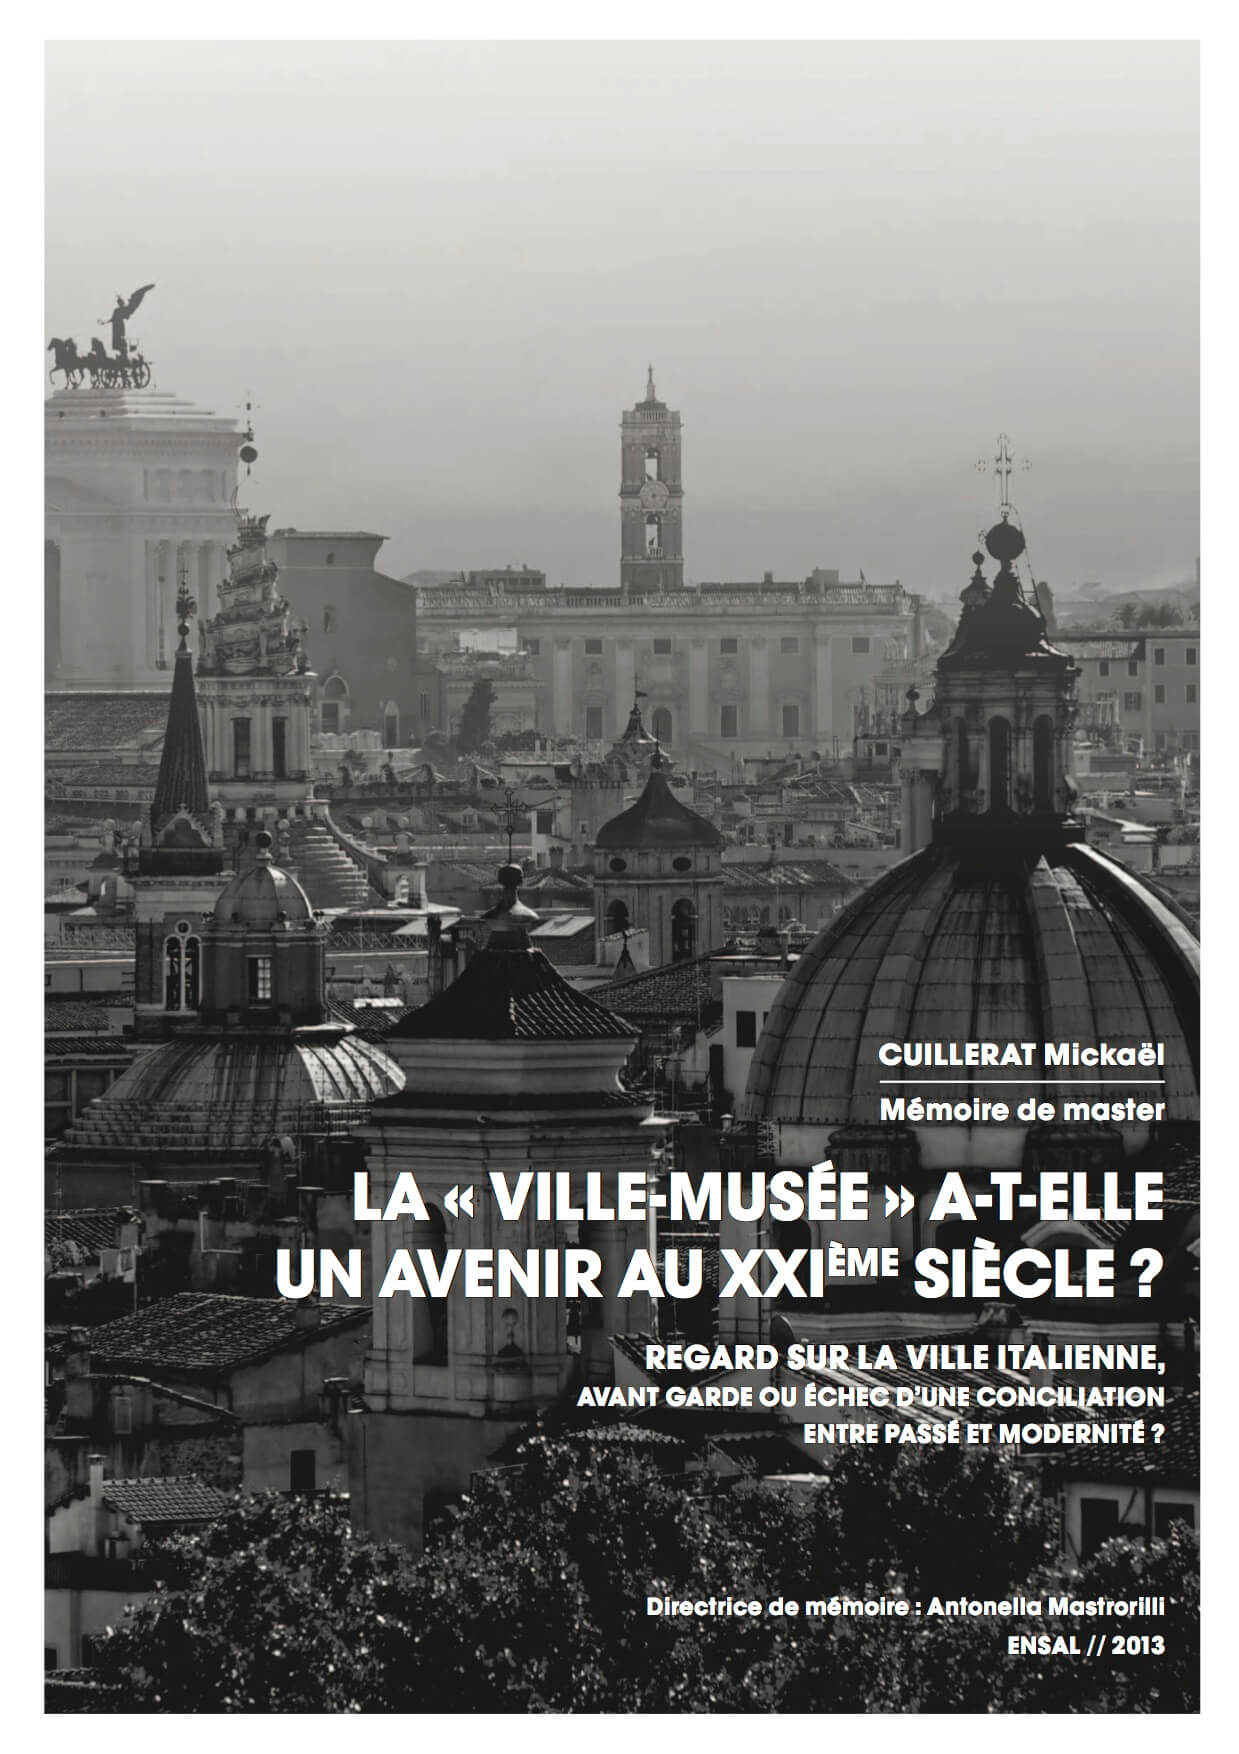 CUILLERAT Mickaël
Mémoire de master
LA « VILLE-MUSÉE » A-T-ELLE
UN AVENIR AU XXIÈME SIÈCLE ?
REGARD SUR LA VILLE ITALIENNE,
AVANT GARDE OU ÉCHEC D'UNE CONCILIATION
ENTRE PASSÉ ET MODERNITÉ ?
Directrice de mémoire : Antonella Mastrorilli
ENSAL // 2013